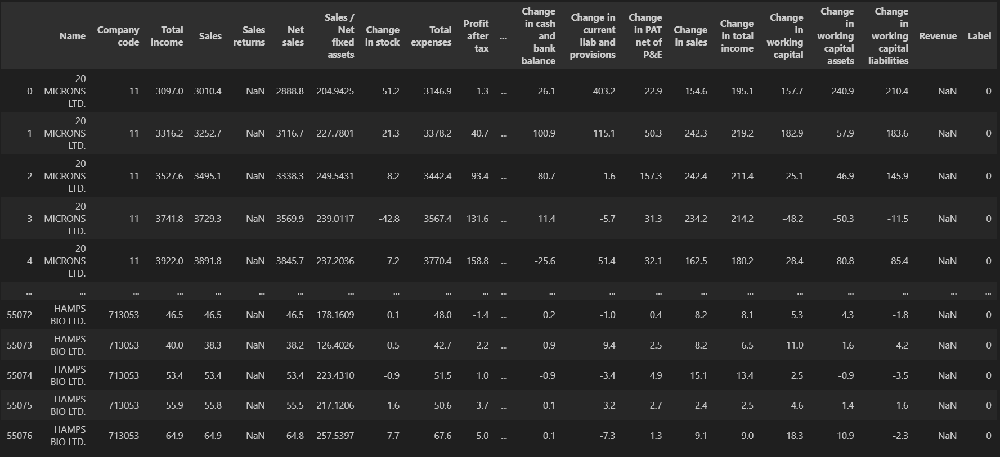 Name Company code Total income Sales Sales returns Net sales Sales / Net fixed assets Change in stock Total expenses Profit after tax ... Change in cash and bank balance Change in current liab and provisions Change in PAT net of P&E Change in sales Change in total income Change in working capital Change in working capital assets Change in working capital liabilities Revenue Label
0 20 MICRONS LTD. 11 3097.0 3010.4 NaN 2888.8 204.9425 51.2 3146.9 1.3 ... 26.1 403.2 -22.9 154.6 195.1 -157.7 240.9 210.4 NaN 0
1 20 MICRONS LTD. 11 3316.2 3252.7 NaN 3116.7 227.7801 21.3 3378.2 -40.7 ... 100.9 -115.1 -50.3 242.3 219.2 182.9 57.9 183.6 NaN 0
2 20 MICRONS LTD. 11 3527.6 3495.1 NaN 3338.3 249.5431 8.2 3442.4 93.4 ... -80.7 1.6 157.3 242.4 211.4 25.1 46.9 -145.9 NaN 0
3 20 MICRONS LTD. 11 3741.8 3729.3 NaN 3569.9 239.0117 -42.8 3567.4 131.6 ... 11.4 -5.7 31.3 234.2 214.2 -48.2 -50.3 -11.5 NaN 0
4 20 MICRONS LTD. 11 3922.0 3891.8 NaN 3845.7 237.2036 7.2 3770.4 158.8 ... -25.6 51.4 32.1 162.5 180.2 28.4 80.8 85.4 NaN 0
... ... ... ... ... ... ... ... ... ... ... ... ... ... ... ... ... ... ... ... ... ...
55072 HAMPS BIO LTD. 713053 46.5 46.5 NaN 46.5 178.1609 0.1 48.0 -1.4 ... 0.2 -1.0 0.4 8.2 8.1 5.3 4.3 -1.8 NaN 0
55073 HAMPS BIO LTD. 713053 40.0 38.3 NaN 38.2 126.4026 0.5 42.7 -2.2 ... 0.9 9.4 -2.5 -8.2 -6.5 -11.0 -1.6 4.2 NaN 0
55074 HAMPS BIO LTD. 713053 53.4 53.4 NaN 53.4 223.4310 -0.9 51.5 1.0 ... -0.9 -3.4 4.9 15.1 13.4 2.5 -0.9 -3.5 NaN 0
55075 HAMPS BIO LTD. 713053 55.9 55.8 NaN 55.5 217.1206 -1.6 50.6 3.7 ... -0.1 3.2 2.7 2.4 2.5 -4.6 -1.4 1.6 NaN 0
55076 HAMPS BIO LTD. 713053 64.9 64.9 NaN 64.8 257.5397 7.7 67.6 5.0 ... 0.1 -7.3 1.3 9.1 9.0 18.3 10.9 -2.3 NaN 0